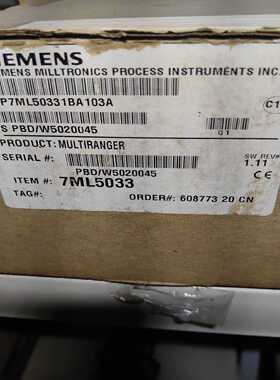 SIEMENS
MENS MILLTRONICS PROCESS INSTRUMENTS INC.
P7ML50331BA103A
S PBD/W5020045
01
PRODUCT: MULTIRANGER
SERIAL #:
PBD/W5020045
SW REV#
1.11
ITEM #: 7ML5033
TAG#:
ORDER#: 608773 20 CN
C1
CE